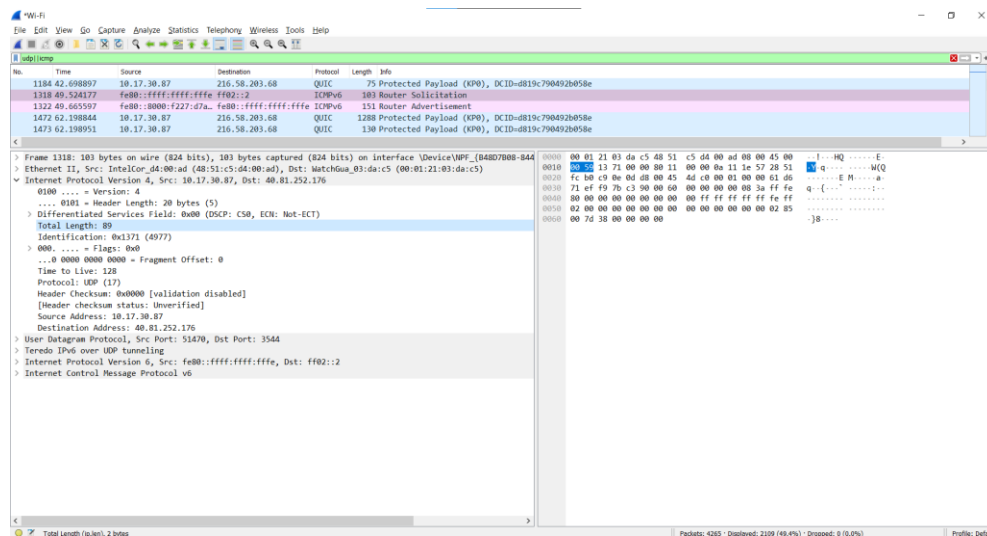 *Wi-Fi
File Edit View Go Capture Analyze Statistics Telephony Wireless Tools Help
udp||icmp
No. Time Source Destination Protocol Length Info
1184 42.698897 10.17.30.87 216.58.203.68 QUIC 75 Protected Payload (KP0), DCID=d819c790492b058e
1318 49.524177 fe80::ffff:ffff:fffe ff02::2 ICMPv6 103 Router Solicitation
1322 49.665597 fe80::8000:f227:d7a… fe80::ffff:ffff:fffe ICMPv6 151 Router Advertisement
1472 62.198844 10.17.30.87 216.58.203.68 QUIC 1288 Protected Payload (KP0), DCID=d819c790492b058e
1473 62.198951 10.17.30.87 216.58.203.68 QUIC 130 Protected Payload (KP0), DCID=d819c790492b058e
Frame 1318: 103 bytes on wire (824 bits), 103 bytes captured (824 bits) on interface \Device\NPF_{B48D7B08-844
Ethernet II, Src: IntelCor_d4:00:ad (48:51:c5:d4:00:ad), Dst: WatchGua_03:da:c5 (00:01:21:03:da:c5)
Internet Protocol Version 4, Src: 10.17.30.87, Dst: 40.81.252.176
0100 .... = Version: 4
.... 0101 = Header Length: 20 bytes (5)
Differentiated Services Field: 0x00 (DSCP: CS0, ECN: Not-ECT)
Total Length: 89
Identification: 0x1371 (4977)
000. .... = Flags: 0x0
...0 0000 0000 0000 = Fragment Offset: 0
Time to Live: 128
Protocol: UDP (17)
Header Checksum: 0x0000 [validation disabled]
[Header checksum status: Unverified]
Source Address: 10.17.30.87
Destination Address: 40.81.252.176
User Datagram Protocol, Src Port: 51470, Dst Port: 3544
Teredo IPv6 over UDP tunneling
Internet Protocol Version 6, Src: fe80::ffff:ffff:fffe, Dst: ff02::2
Internet Control Message Protocol v6
0000 00 01 21 03 da c5 48 51 c5 d4 00 ad 08 00 45 00 ··!···HQ ······E·
0010 00 59 13 71 00 00 80 11 00 00 0a 11 1e 57 28 51 ·Y·q···· ·····W(Q
0020 fc b0 c9 0e 0d d8 00 45 4d c0 00 01 00 00 61 d6 ·······E M·····a·
0030 71 ef f9 7b c3 90 00 60 00 00 00 00 08 3a ff fe q··{···` ·····:··
0040 80 00 00 00 00 00 00 00 00 ff ff ff ff ff fe ff ········ ········
0050 02 00 00 00 00 00 00 00 00 00 00 00 00 00 02 85 ········ ········
0060 00 7d 38 00 00 00 00 ·}8····
Total Length (ip.len), 2 bytes
Packets: 4265 · Displayed: 2109 (49.4%) · Dropped: 0 (0.0%)
Profile: Defa